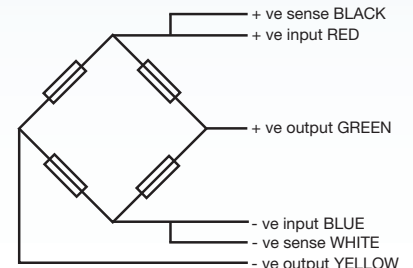 + ve sense BLACK
+ ve input RED
+ ve output GREEN
- ve input BLUE
- ve sense WHITE
- ve output YELLOW